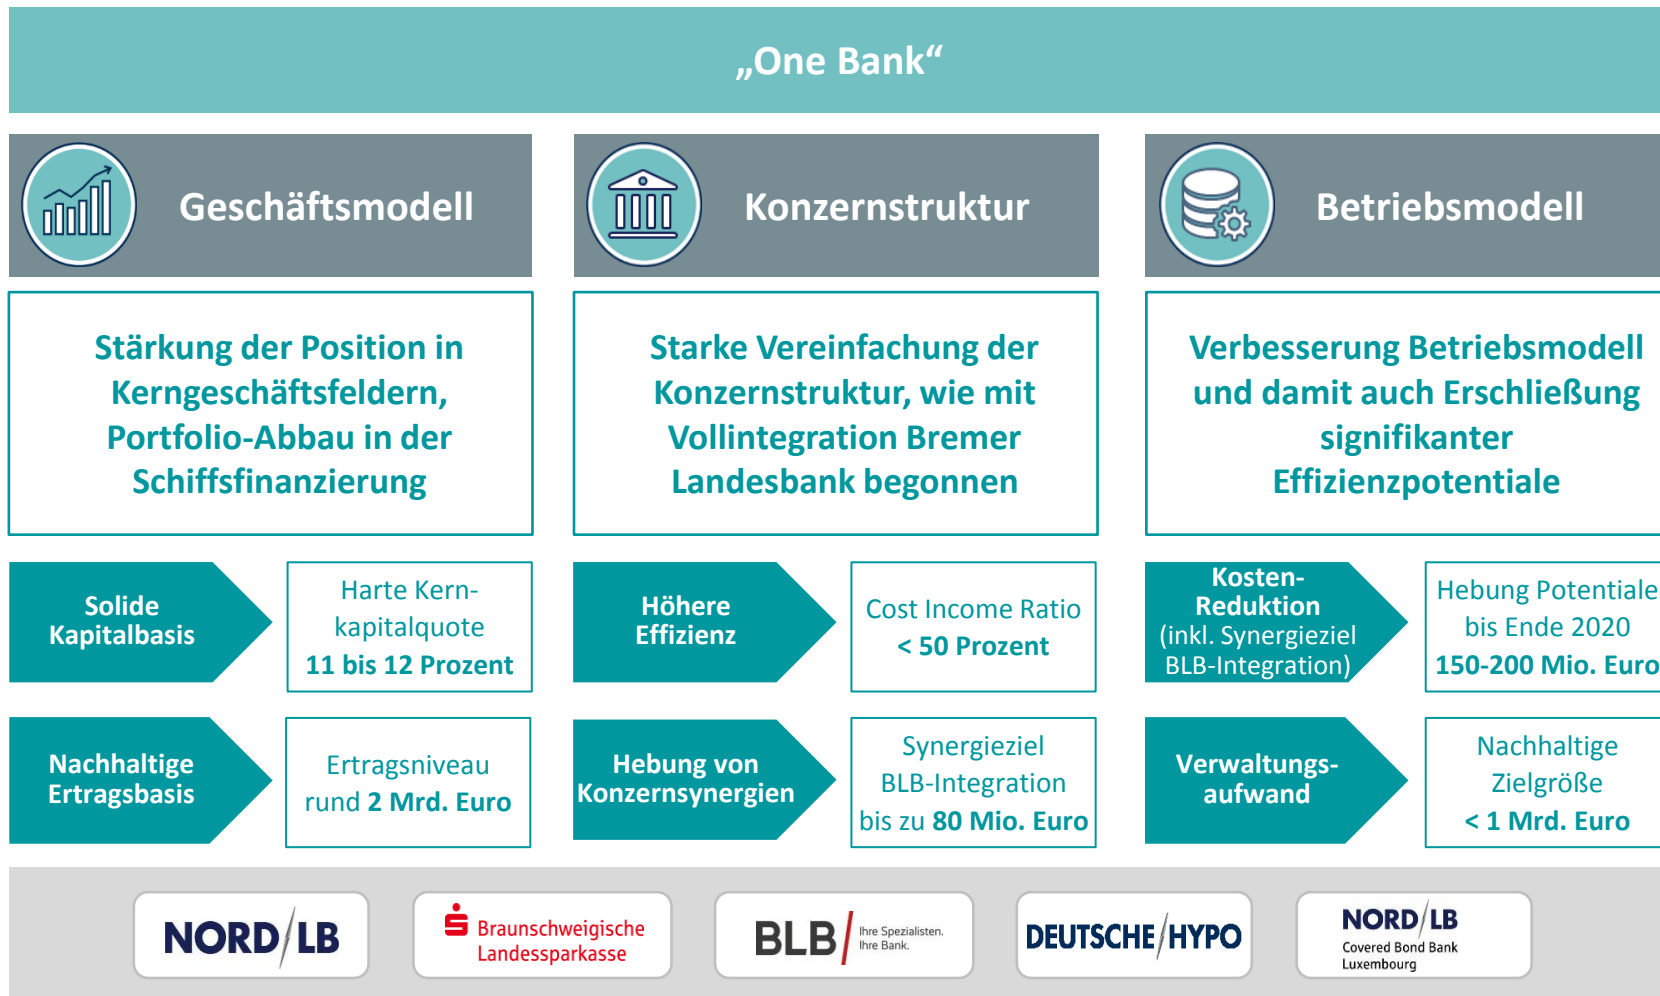 „One Bank“
Geschäftsmodell
Stärkung der Position in
Kerngeschäftsfeldern,
Portfolio-Abbau in der
Schiffsfinanzierung
Solide
Kapitalbasis
Harte Kern-
kapitalquote
11 bis 12 Prozent
Nachhaltige
Ertragsbasis
Ertragsniveau
rund 2 Mrd. Euro
Konzernstruktur
Starke Vereinfachung der
Konzernstruktur, wie mit
Vollintegration Bremer
Landesbank begonnen
Höhere
Effizienz
Cost Income Ratio
< 50 Prozent
Hebung von
Konzernsynergien
Synergieziel
BLB-Integration
bis zu 80 Mio. Euro
Betriebsmodell
Verbesserung Betriebsmodell
und damit auch Erschließung
signifikanter
Effizienzpotentiale
Kosten-
Reduktion
(inkl. Synergieziel
BLB-Integration)
Hebung Potentiale
bis Ende 2020
150-200 Mio. Euro
Verwaltungs-
aufwand
Nachhaltige
Zielgröße
< 1 Mrd. Euro
NORD/LB
Braunschweigische
Landessparkasse
BLB
Ihre Spezialisten.
Ihre Bank.
DEUTSCHE/HYPO
NORD/LB
Covered Bond Bank
Luxembourg